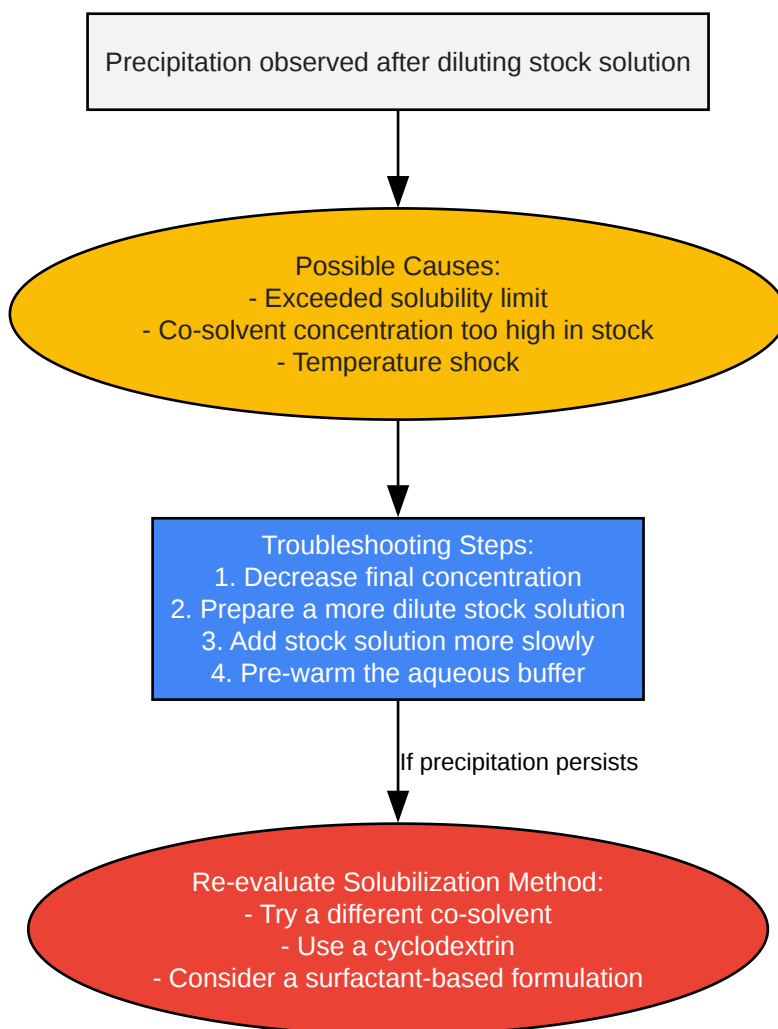 Precipitation observed after diluting stock solution
Possible Causes:
- Exceeded solubility limit
- Co-solvent concentration too high in stock
- Temperature shock
Troubleshooting Steps:
1. Decrease final concentration
2. Prepare a more dilute stock solution
3. Add stock solution more slowly
4. Pre-warm the aqueous buffer
If precipitation persists
Re-evaluate Solubilization Method:
- Try a different co-solvent
- Use a cyclodextrin
- Consider a surfactant-based formulation